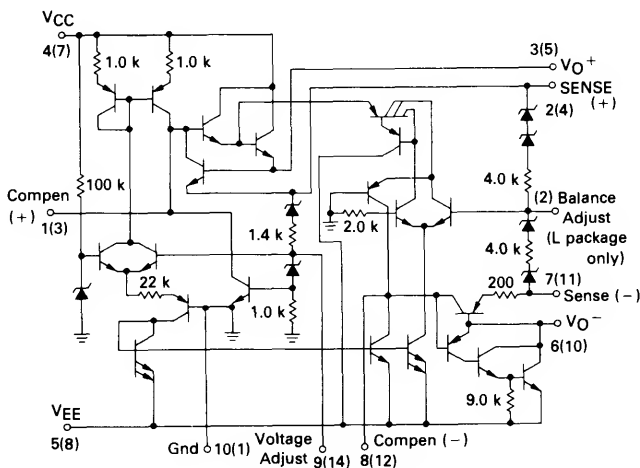 VCC
4(7)
1.0 k
1.0 k
3(5)
VO+
SENSE
(+)
2(4)
100 k
4.0 k
Compen
(+)
1(3)
2.0 k
(2) Balance
Adjust
(L package
only)
1.4 k
4.0 k
22 k
200
7(11)
Sense (−)
1.0 k
VO−
6(10)
9.0 k
VEE
5(8)
Gnd
10(1)
Voltage
Adjust
9(14)
8(12)
Compen (−)